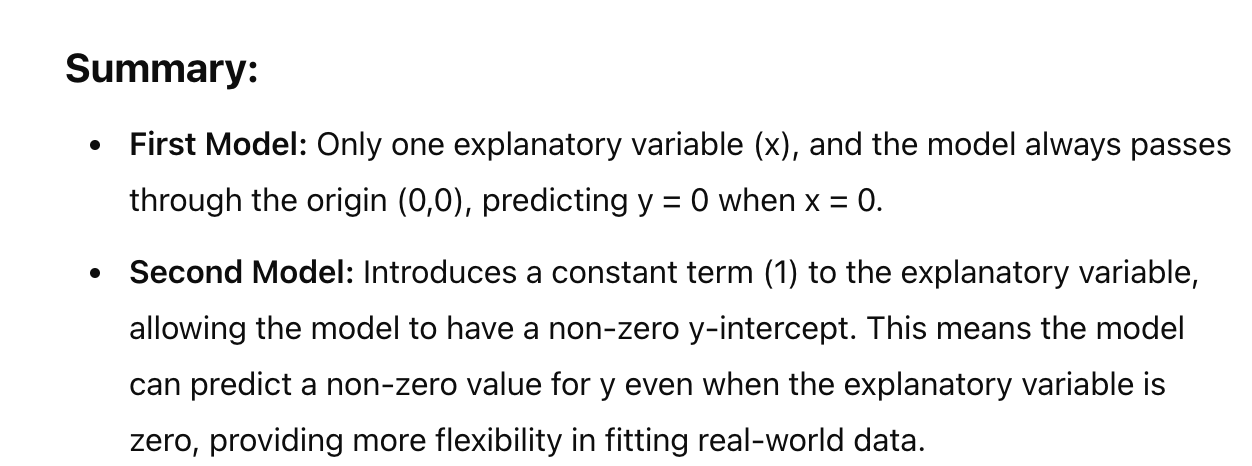 Summary:
• First Model: Only one explanatory variable (x), and the model always passes
through the origin (0,0), predicting y = 0 when x = 0.
• Second Model: Introduces a constant term (1) to the explanatory variable,
allowing the model to have a non-zero y-intercept. This means the model
can predict a non-zero value for y even when the explanatory variable is
zero, providing more flexibility in fitting real-world data.